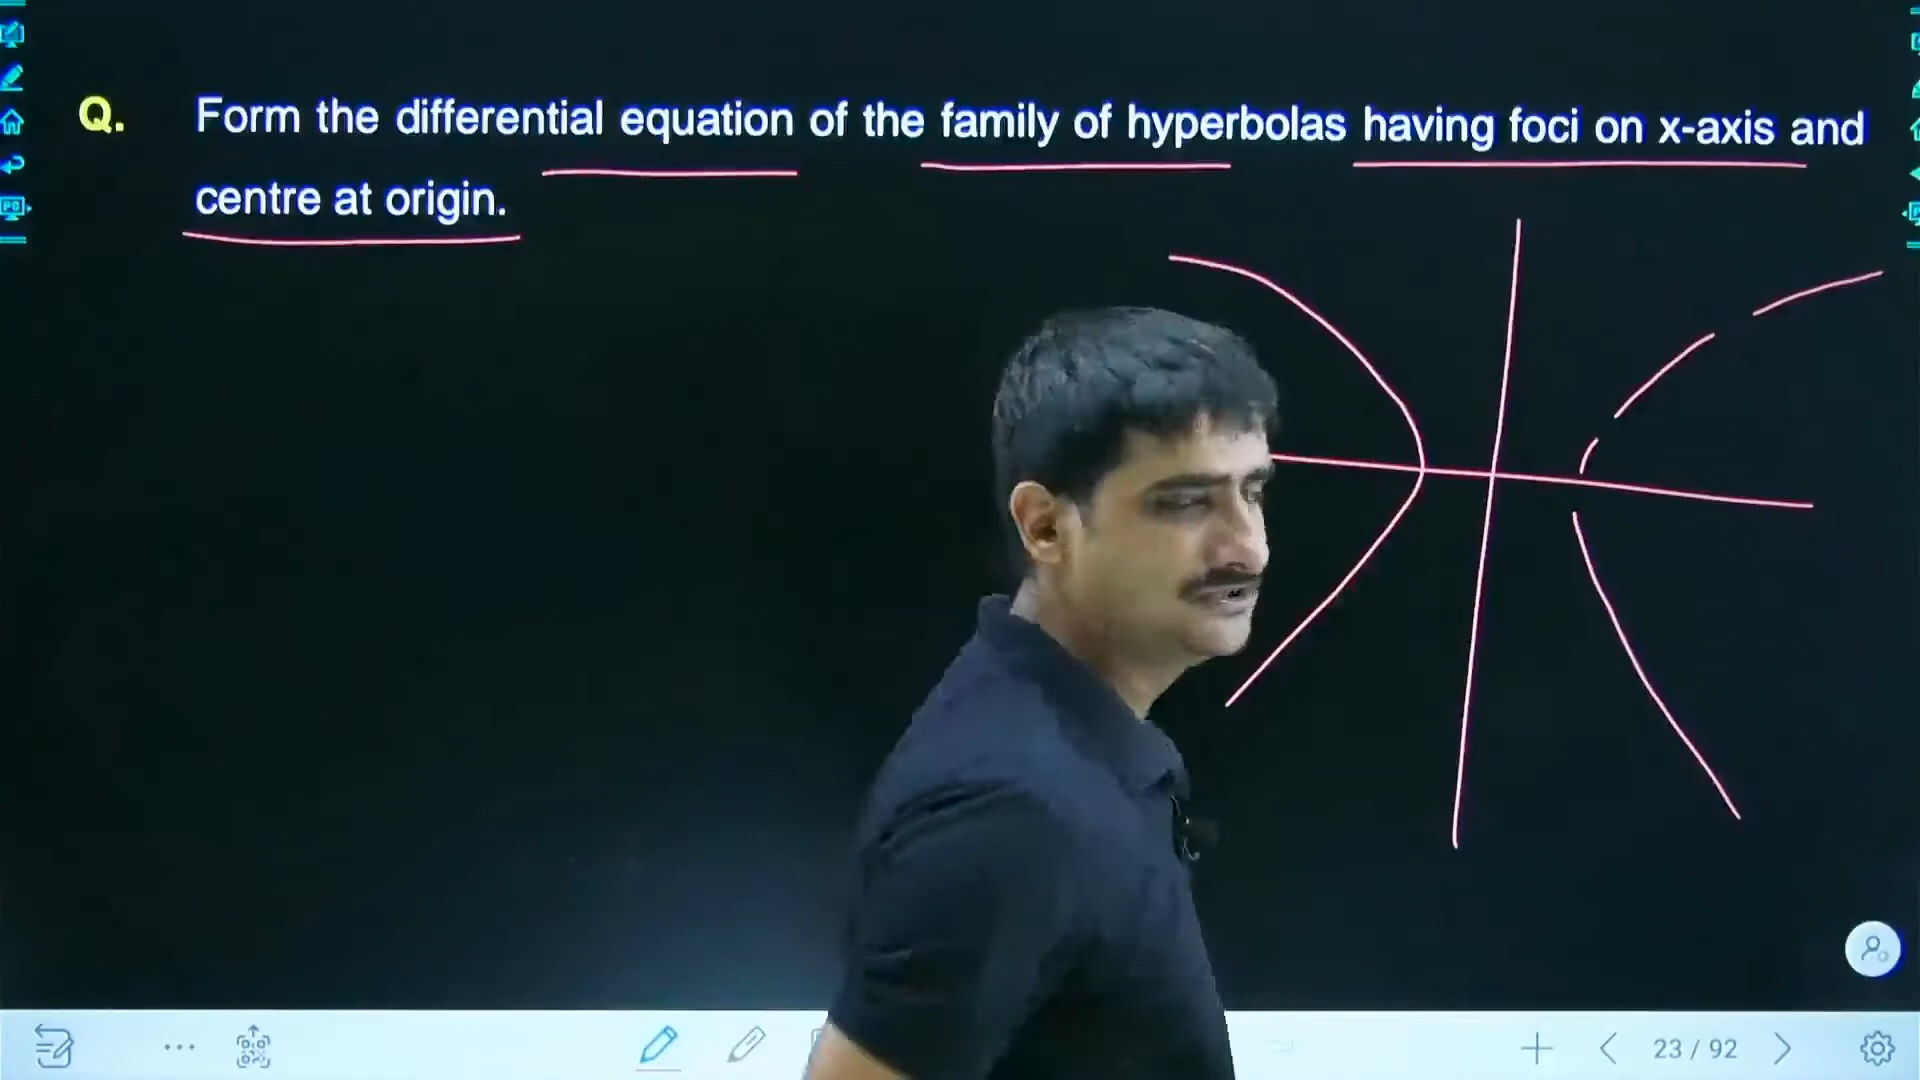 Q. Form the differential equation of the family of hyperbolas having foci on x-axis and
centre at origin.
23 / 92